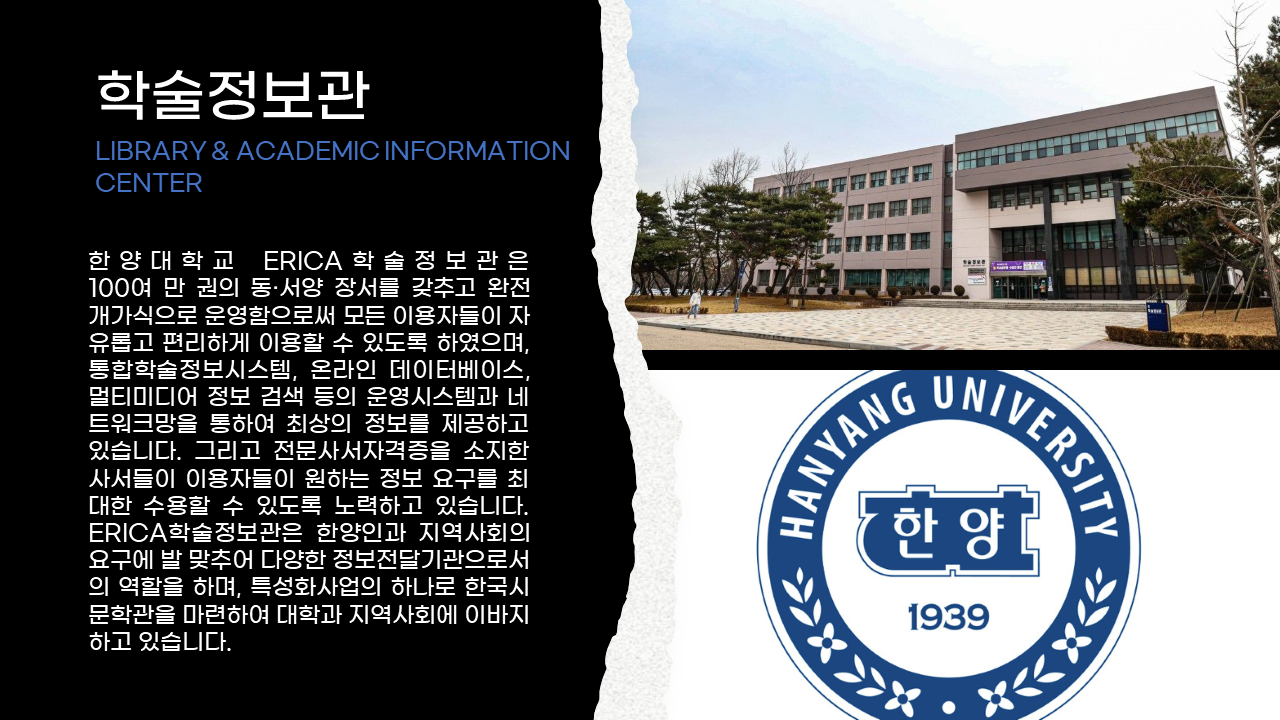 학술정보관
LIBRARY & ACADEMIC INFORMATION
CENTER
한양대학교 ERICA학술정보관은
100여 만 권의 동·서양 장서를 갖추고 완전
개가식으로 운영함으로써 모든 이용자들이 자
유롭고 편리하게 이용할 수 있도록 하였으며,
통합학술정보시스템, 온라인 데이터베이스,
멀티미디어 정보 검색 등의 운영시스템과 네
트워크망을 통하여 최상의 정보를 제공하고
있습니다. 그리고 전문사서자격증을 소지한
사서들이 이용자들이 원하는 정보 요구를 최
대한 수용할 수 있도록 노력하고 있습니다.
ERICA학술정보관은 한양인과 지역사회의
요구에 발 맞추어 다양한 정보전달기관으로서
의 역할을 하며, 특성화사업의 하나로 한국시
문학관을 마련하여 대학과 지역사회에 이바지
하고 있습니다.
학술정보관
HANYANG UNIVERSITY
한양
1939